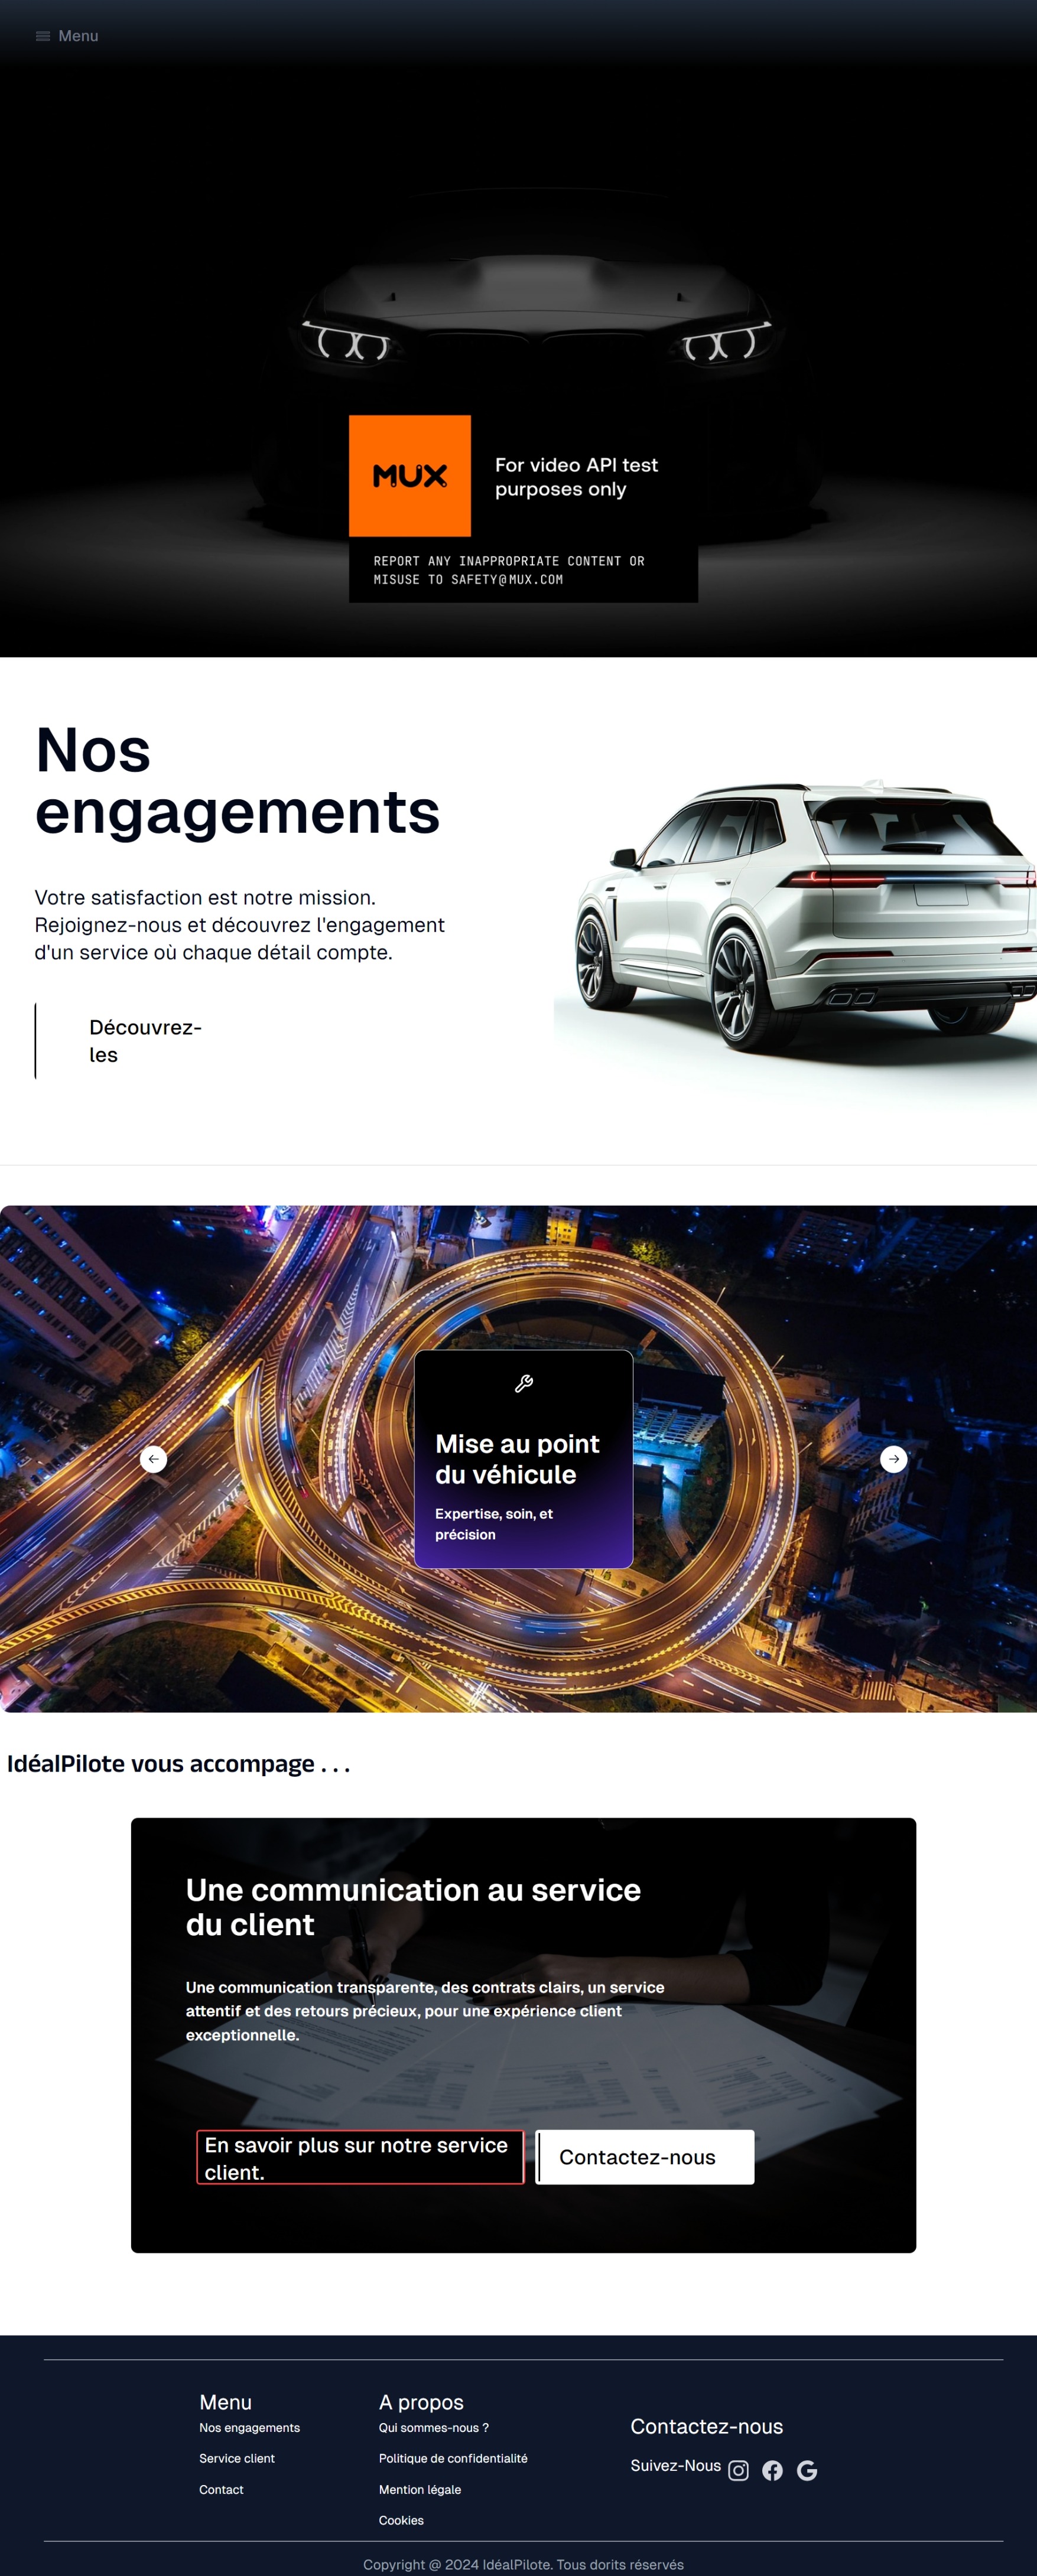 Menu
MUX
For video API test
purposes only
REPORT ANY INAPPROPRIATE CONTENT OR
MISUSE TO SAFETY@MUX.COM
Nos
engagements
Votre satisfaction est notre mission.
Rejoignez-nous et découvrez l'engagement
d'un service où chaque détail compte.
Découvrez-
les
Mise au point
du véhicule
Expertise, soin, et
précision
IdéalPilote vous accompage . . .
Une communication au service
du client
Une communication transparente, des contrats clairs, un service
attentif et des retours précieux, pour une expérience client
exceptionnelle.
En savoir plus sur notre service
client.
Contactez-nous
Menu
Nos engagements
Service client
Contact
A propos
Qui sommes-nous ?
Politique de confidentialité
Mention légale
Cookies
Contactez-nous
Suivez-Nous
Copyright @ 2024 IdéalPilote. Tous dorits réservés